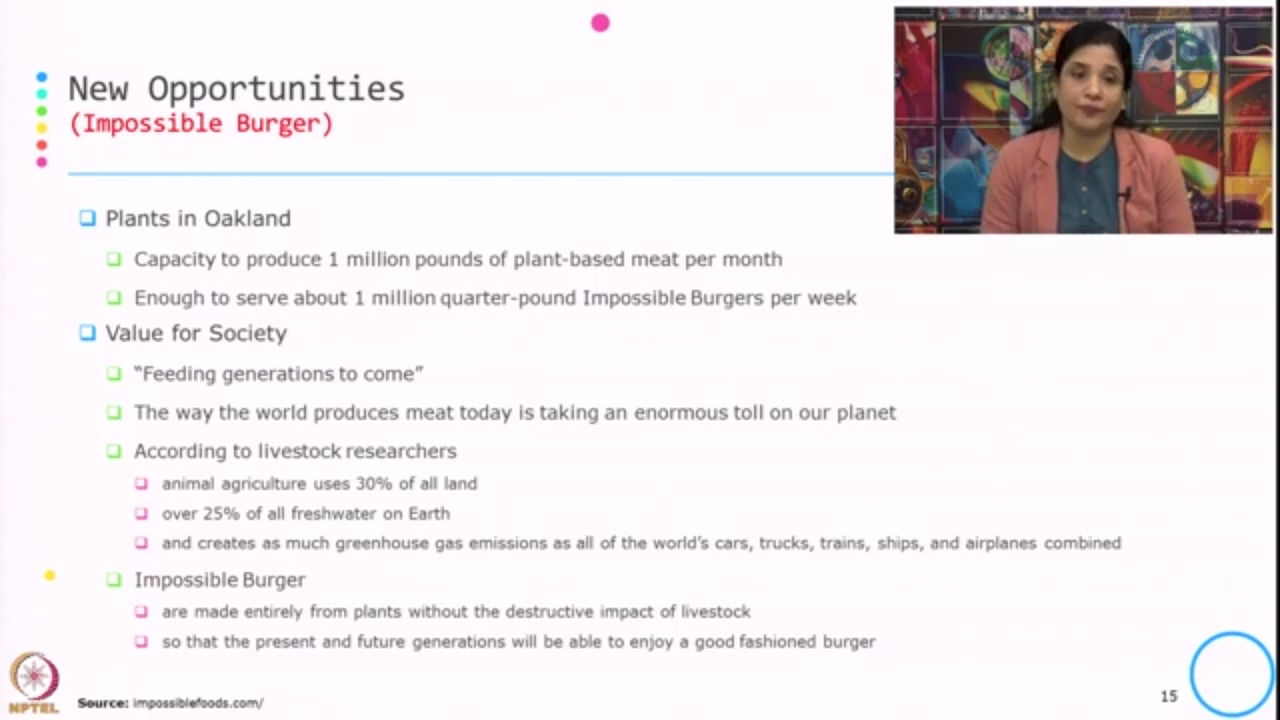 New Opportunities
(Impossible Burger)
Plants in Oakland
Capacity to produce 1 million pounds of plant-based meat per month
Enough to serve about 1 million quarter-pound Impossible Burgers per week
Value for Society
“Feeding generations to come”
The way the world produces meat today is taking an enormous toll on our planet
According to livestock researchers
animal agriculture uses 30% of all land
over 25% of all freshwater on Earth
and creates as much greenhouse gas emissions as all of the world’s cars, trucks, trains, ships, and airplanes combined
Impossible Burger
are made entirely from plants without the destructive impact of livestock
so that the present and future generations will be able to enjoy a good fashioned burger
NPTEL
Source: impossiblefoods.com/
15